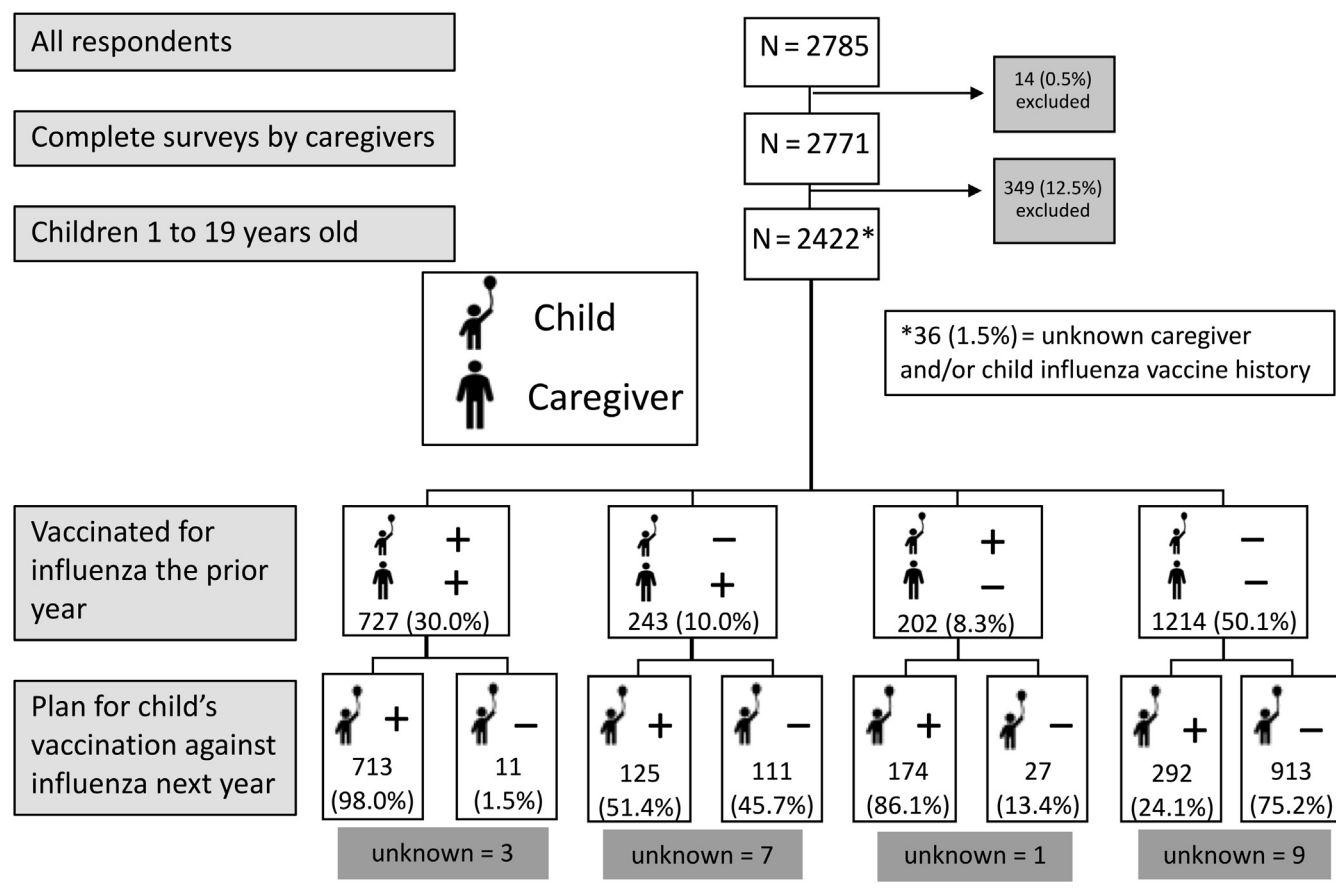 All respondents
N = 2785
14 (0.5%)
excluded
Complete surveys by caregivers
N = 2771
349 (12.5%)
excluded
Children 1 to 19 years old
N = 2422*
Child
Caregiver
*36 (1.5%) = unknown caregiver
and/or child influenza vaccine history
Vaccinated for
influenza the prior
year
+
+
727 (30.0%)
–
+
243 (10.0%)
+
–
202 (8.3%)
–
–
1214 (50.1%)
Plan for child's
vaccination against
influenza next year
+
713
(98.0%)
–
11
(1.5%)
+
125
(51.4%)
–
111
(45.7%)
+
174
(86.1%)
–
27
(13.4%)
+
292
(24.1%)
–
913
(75.2%)
unknown = 3
unknown = 7
unknown = 1
unknown = 9